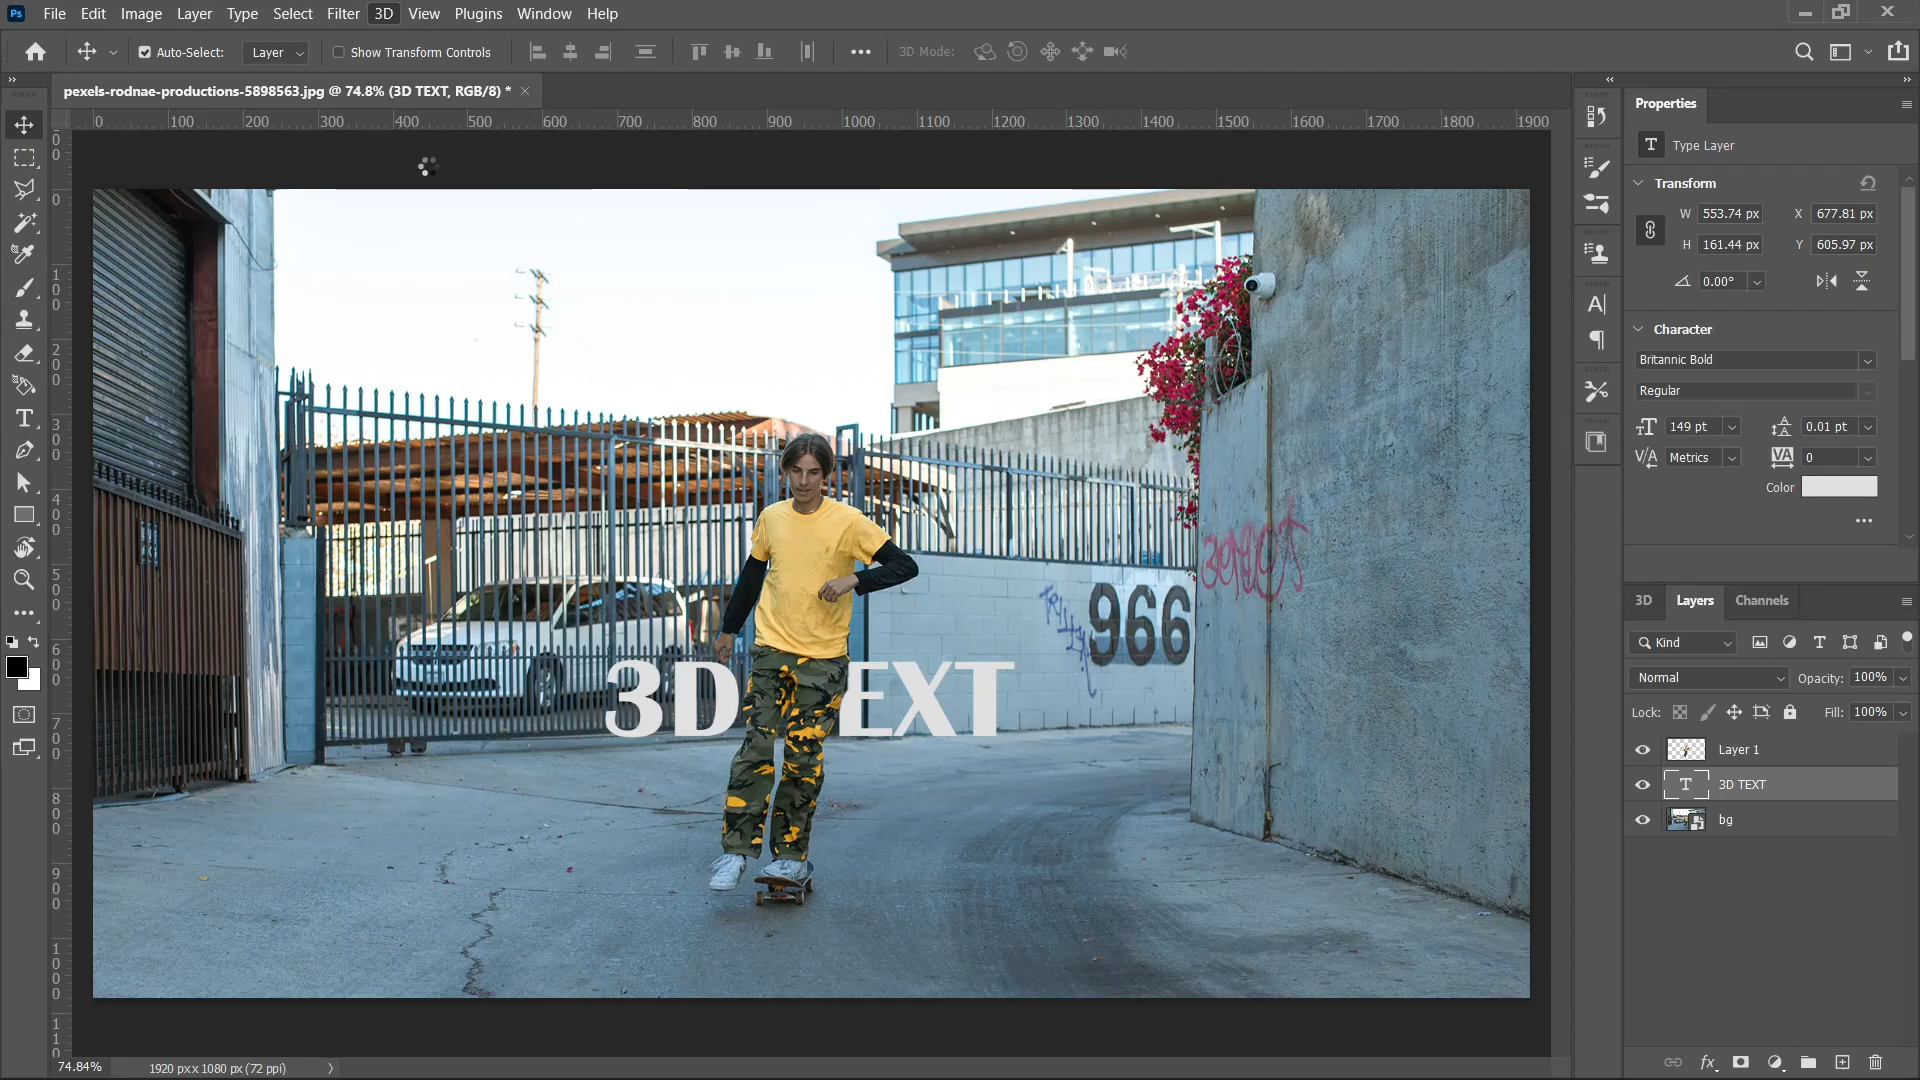 Ps File Edit Image Layer Type Select Filter 3D View Plugins Window Help
Auto-Select: Layer Show Transform Controls 3D Mode:
pexels-rodnae-productions-5898563.jpg @ 74.8% (3D TEXT, RGB/8) * ×
0 100 200 300 400 500 600 700 800 900 1000 1100 1200 1300 1400 1500 1600 1700 1800 1900
Properties
T Type Layer
Transform
W 553.74 px X 677.81 px
H 161.44 px Y 605.97 px
0.00°
Character
Britannic Bold
Regular
149 pt 0.01 pt
Metrics 0
Color
966
3D EXT
3D Layers Channels
Kind
Normal Opacity: 100%
Lock: Fill: 100%
Layer 1
T 3D TEXT
bg
fx
74.84% 1920 px x 1080 px (72 ppi)